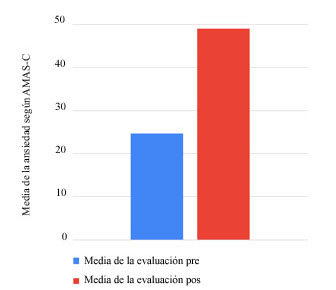 50
40
30
20
10
0
Media de la ansiedad según AMAS-C
Media de la evaluación pre
Media de la evaluación pos